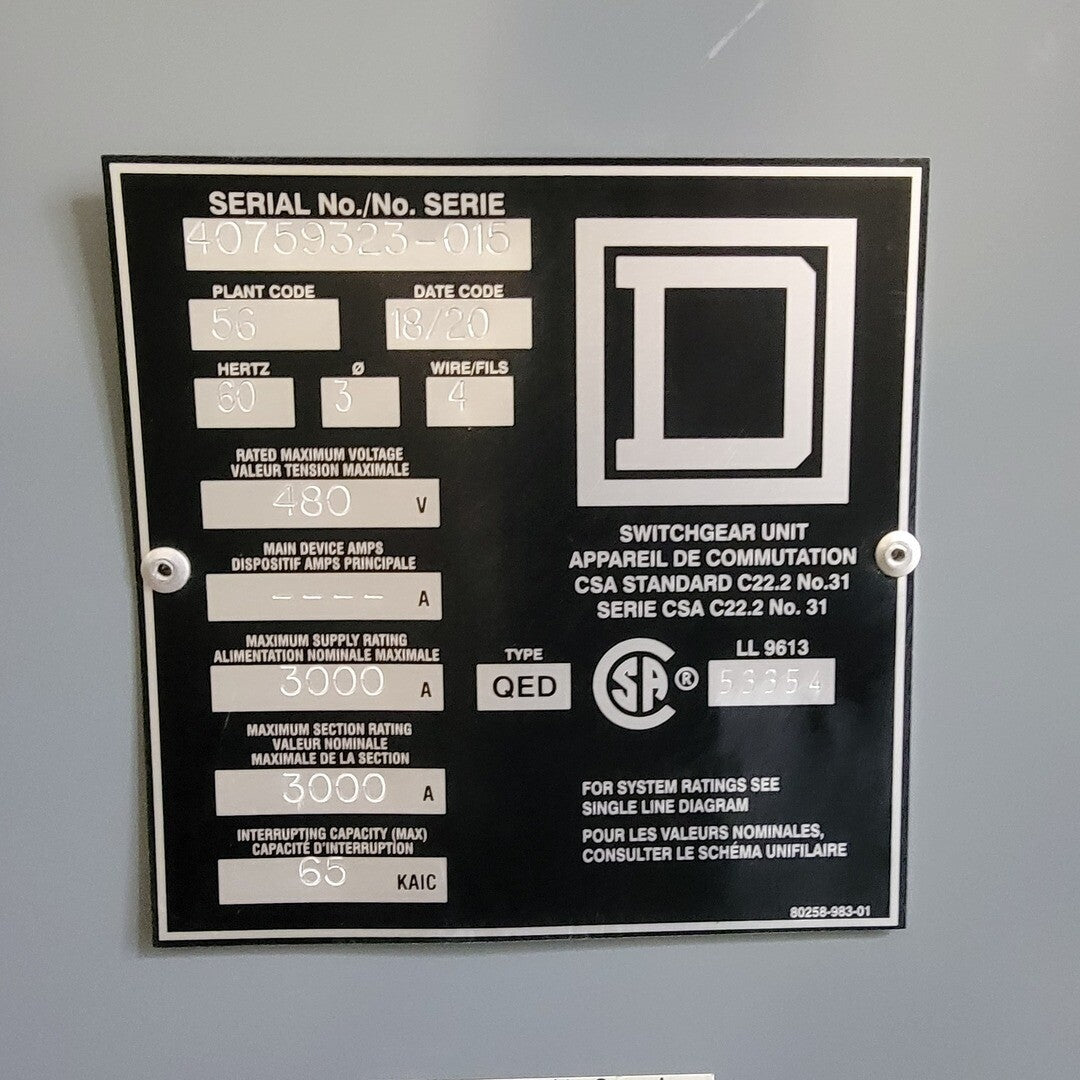 SERIAL No./No. SERIE
40759323-015
PLANT CODE
56
DATE CODE
18/20
HERTZ
60
Ø
3
WIRE/FILS
4
RATED MAXIMUM VOLTAGE
VALEUR TENSION MAXIMALE
480 V
MAIN DEVICE AMPS
DISPOSITIF AMPS PRINCIPALE
---- A
MAXIMUM SUPPLY RATING
ALIMENTATION NOMINALE MAXIMALE
3000 A
MAXIMUM SECTION RATING
VALEUR NOMINALE
MAXIMALE DE LA SECTION
3000 A
INTERRUPTING CAPACITY (MAX)
CAPACITÉ D'INTERRUPTION
65 KAIC
TYPE
QED
D
SWITCHGEAR UNIT
APPAREIL DE COMMUTATION
CSA STANDARD C22.2 No.31
SERIE CSA C22.2 No. 31
CSA ®
LL 9613
53354
FOR SYSTEM RATINGS SEE
SINGLE LINE DIAGRAM
POUR LES VALEURS NOMINALES,
CONSULTER LE SCHÉMA UNIFILAIRE
80258-983-01